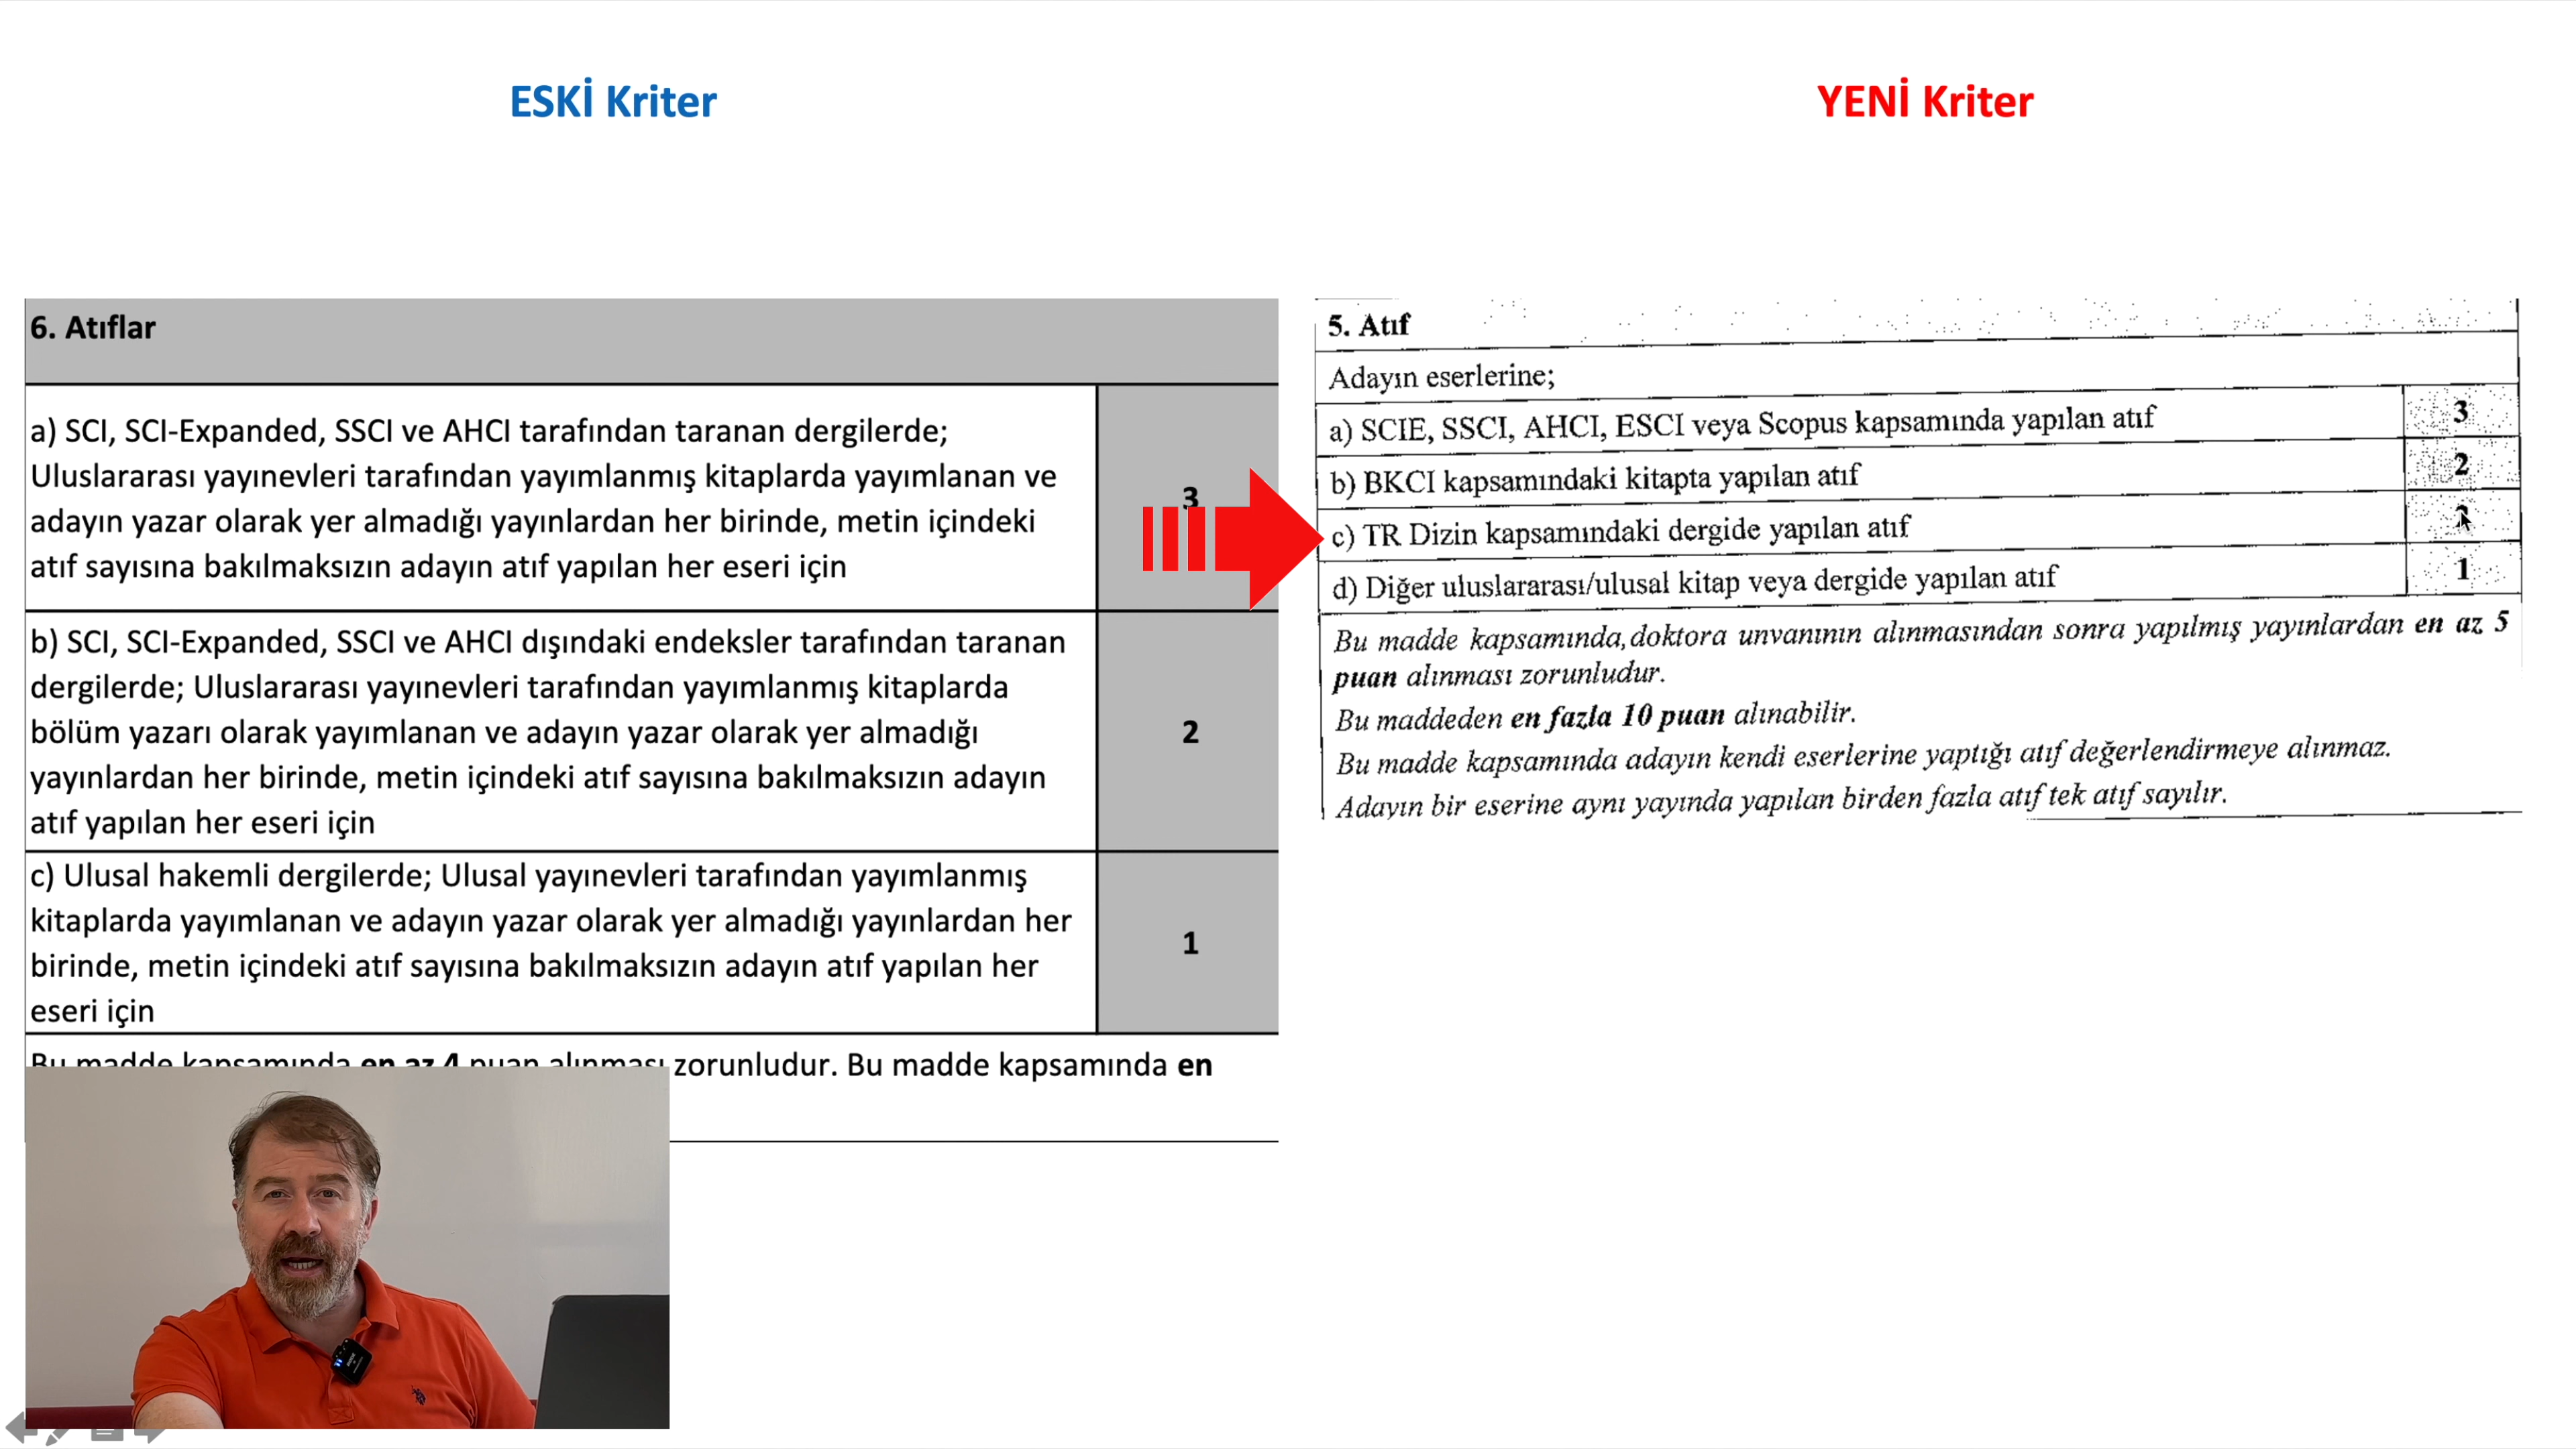 ESKİ Kriter
YENİ Kriter
6. Atıflar
a) SCI, SCI-Expanded, SSCI ve AHCI tarafından taranan dergilerde;
Uluslararası yayınevleri tarafından yayımlanmış kitaplarda yayımlanan ve
adayın yazar olarak yer almadığı yayınlardan her birinde, metin içindeki
atıf sayısına bakılmaksızın adayın atıf yapılan her eseri için
3
b) SCI, SCI-Expanded, SSCI ve AHCI dışındaki endeksler tarafından taranan
dergilerde; Uluslararası yayınevleri tarafından yayımlanmış kitaplarda
bölüm yazarı olarak yayımlanan ve adayın yazar olarak yer almadığı
yayınlardan her birinde, metin içindeki atıf sayısına bakılmaksızın adayın
atıf yapılan her eseri için
2
c) Ulusal hakemli dergilerde; Ulusal yayınevleri tarafından yayımlanmış
kitaplarda yayımlanan ve adayın yazar olarak yer almadığı yayınlardan her
birinde, metin içindeki atıf sayısına bakılmaksızın adayın atıf yapılan her
eseri için
1
Bu madde kapsamında en az 4 puan alınması zorunludur. Bu madde kapsamında en
5. Atıf
Adayın eserlerine;
a) SCIE, SSCI, AHCI, ESCI veya Scopus kapsamında yapılan atıf
3
b) BKCI kapsamındaki kitapta yapılan atıf
2
c) TR Dizin kapsamındaki dergide yapılan atıf
d) Diğer uluslararası/ulusal kitap veya dergide yapılan atıf
1
Bu madde kapsamında, doktora unvanının alınmasından sonra yapılmış yayınlardan en az 5
puan alınması zorunludur.
Bu maddeden en fazla 10 puan alınabilir.
Bu madde kapsamında adayın kendi eserlerine yaptığı atıf değerlendirmeye alınmaz.
Adayın bir eserine aynı yayında yapılan birden fazla atıf tek atıf sayılır.